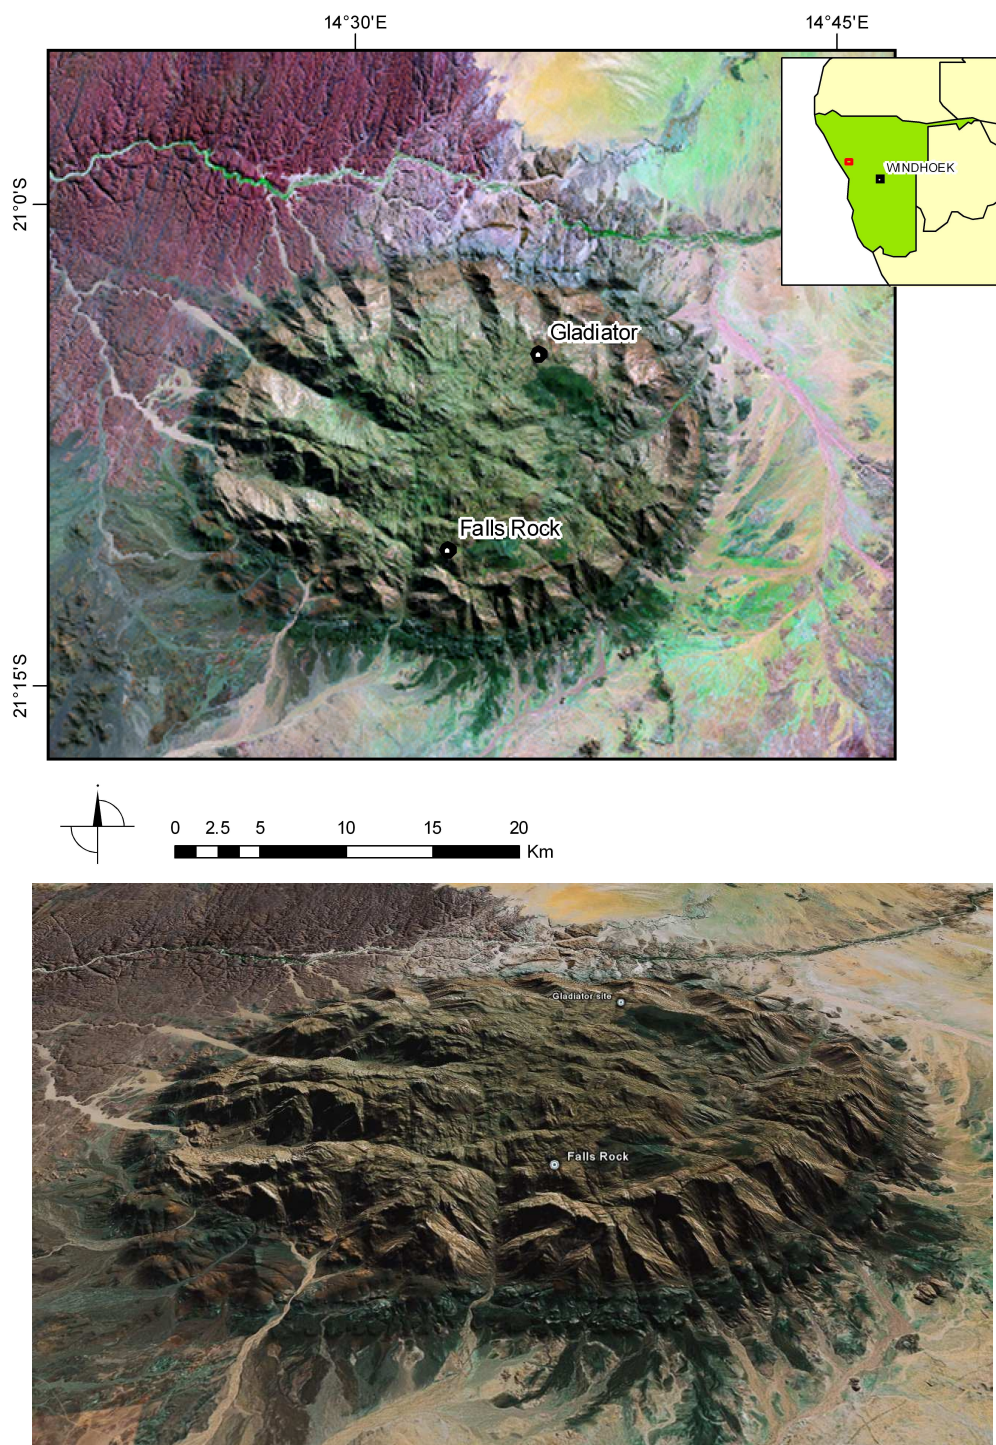 14°30'E
14°45'E
21°0'S
WINDHOEK
Gladiator
Falls Rock
21°15'S
0 2.5 5 10 15 20
Km
Gladiator site
Falls Rock